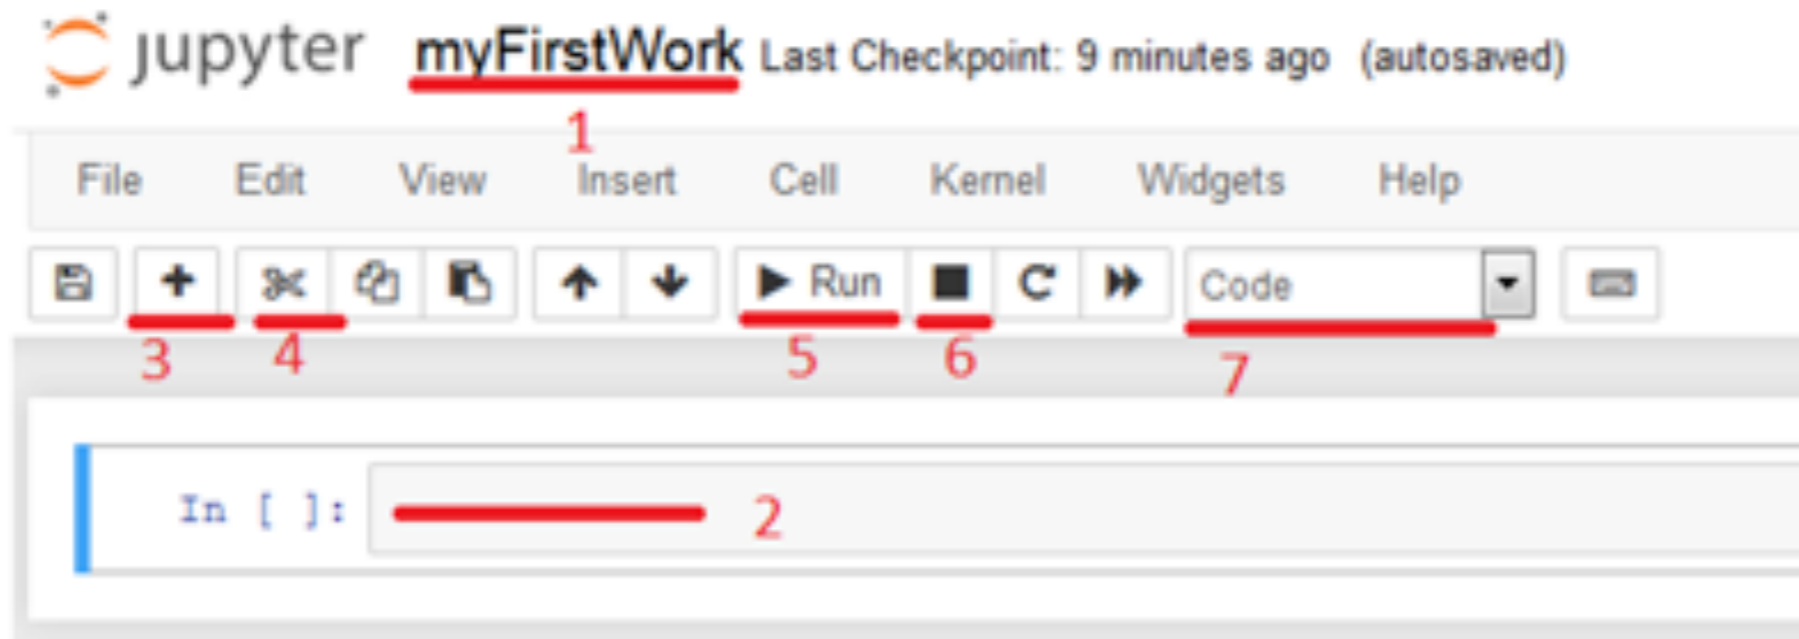 jupyter myFirstWork Last Checkpoint: 9 minutes ago (autosaved)
1
File Edit View Insert Cell Kernel Widgets Help
Run Code
3 4 5 6 7
In [ ]: 2